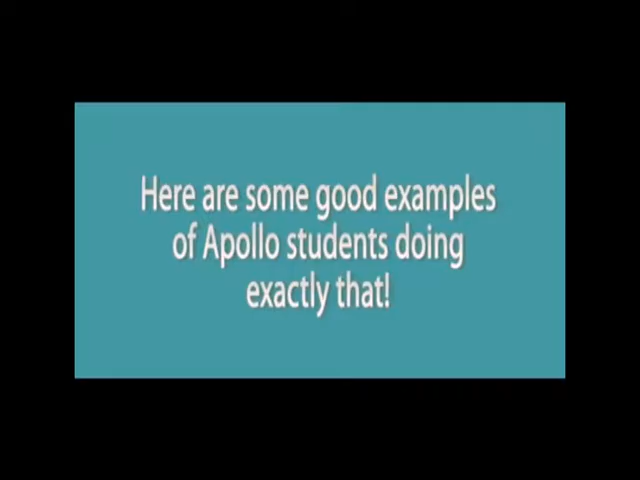 Here are some good examples
of Apollo students doing
exactly that!